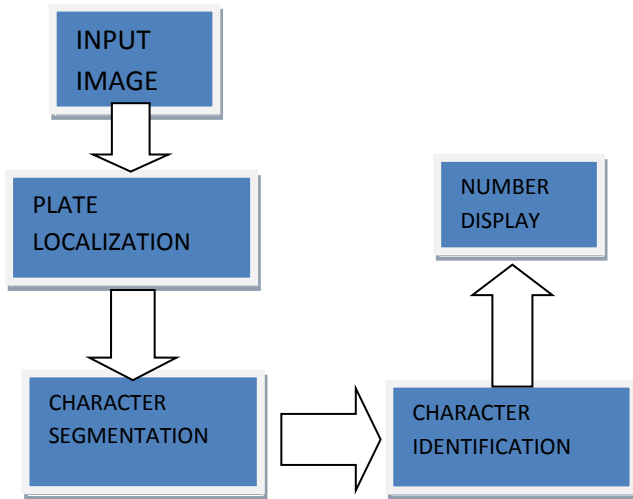 INPUT
IMAGE
PLATE
LOCALIZATION
CHARACTER
SEGMENTATION
CHARACTER
IDENTIFICATION
NUMBER
DISPLAY